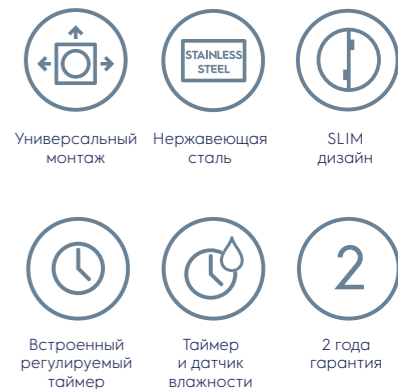 STAINLESS
STEEL
Универсальный
монтаж
Нержавеющая
сталь
SLIM
дизайн
2
Встроенный
регулируемый
таймер
Таймер
и датчик
влажности
2 года
гарантия